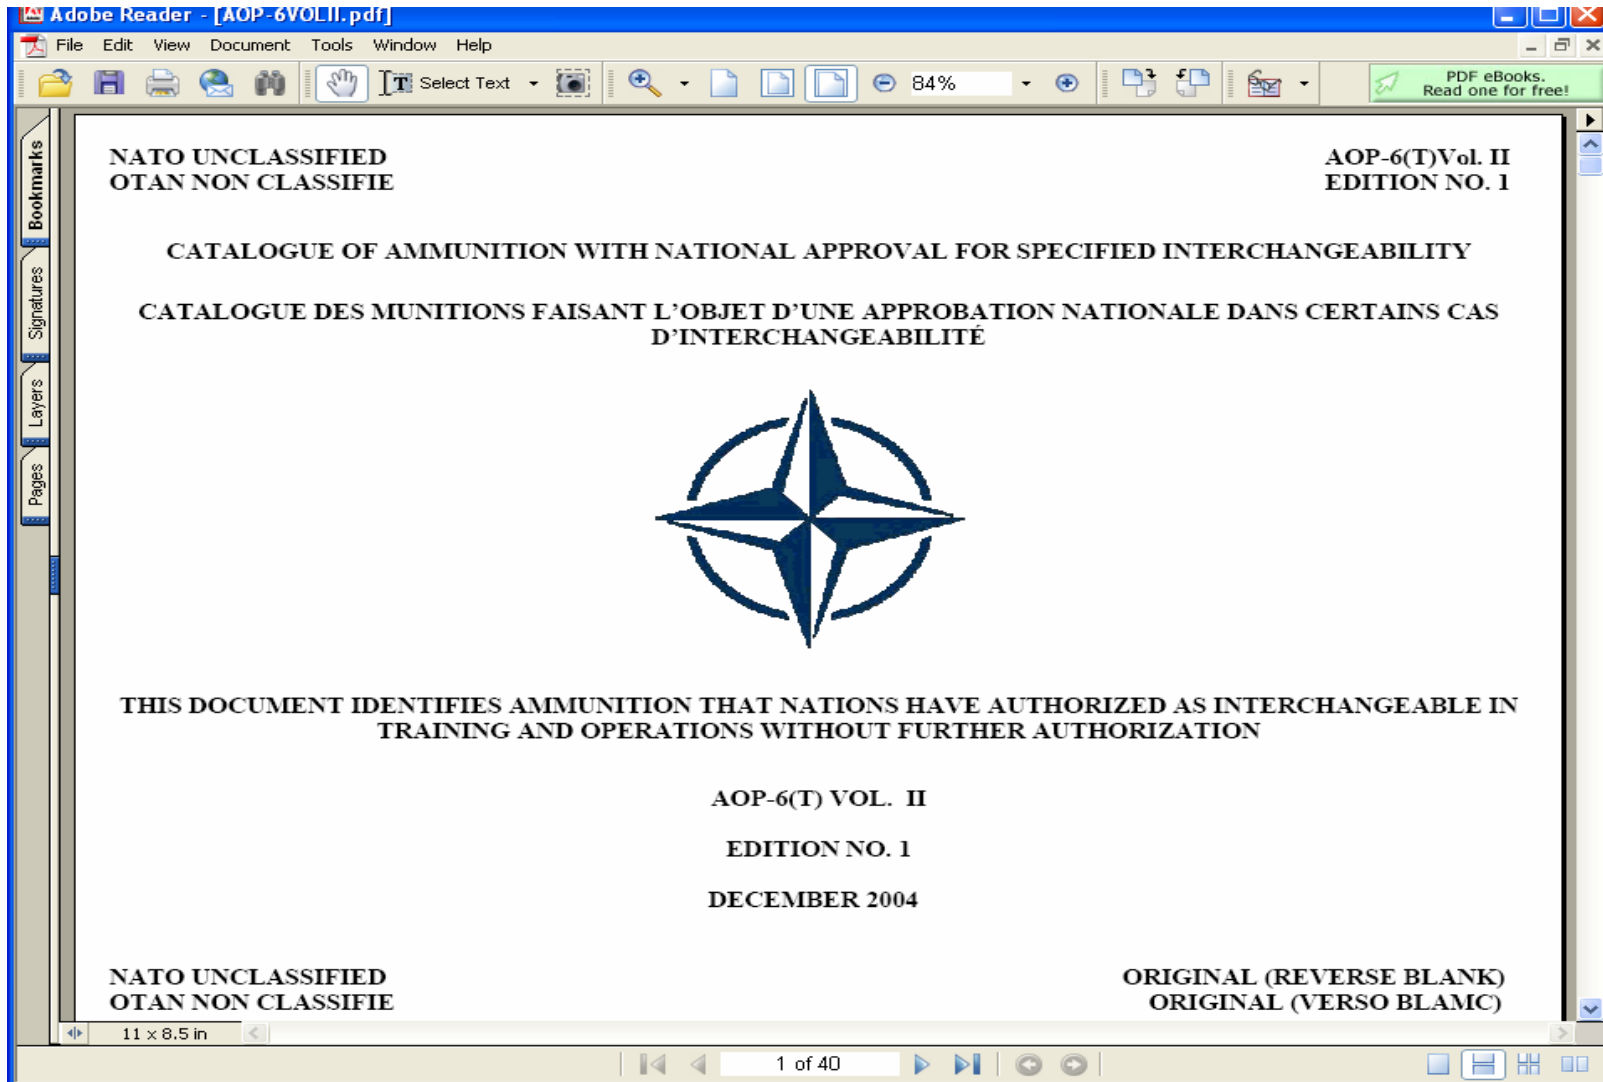 Adobe Reader - [AOP-6VOLII.pdf]
File Edit View Document Tools Window Help
Select Text
84%
PDF eBooks.
Read one for free!
Bookmarks
Signatures
Layers
Pages
NATO UNCLASSIFIED
AOP-6(T)Vol. II
OTAN NON CLASSIFIE
EDITION NO. 1
CATALOGUE OF AMMUNITION WITH NATIONAL APPROVAL FOR SPECIFIED INTERCHANGEABILITY
CATALOGUE DES MUNITIONS FAISANT L'OBJET D'UNE APPROBATION NATIONALE DANS CERTAINS CAS
D'INTERCHANGEABILITÉ
THIS DOCUMENT IDENTIFIES AMMUNITION THAT NATIONS HAVE AUTHORIZED AS INTERCHANGEABLE IN
TRAINING AND OPERATIONS WITHOUT FURTHER AUTHORIZATION
AOP-6(T) VOL. II
EDITION NO. 1
DECEMBER 2004
NATO UNCLASSIFIED
ORIGINAL (REVERSE BLANK)
OTAN NON CLASSIFIE
ORIGINAL (VERSO BLAMC)
11 x 8.5 in
1 of 40